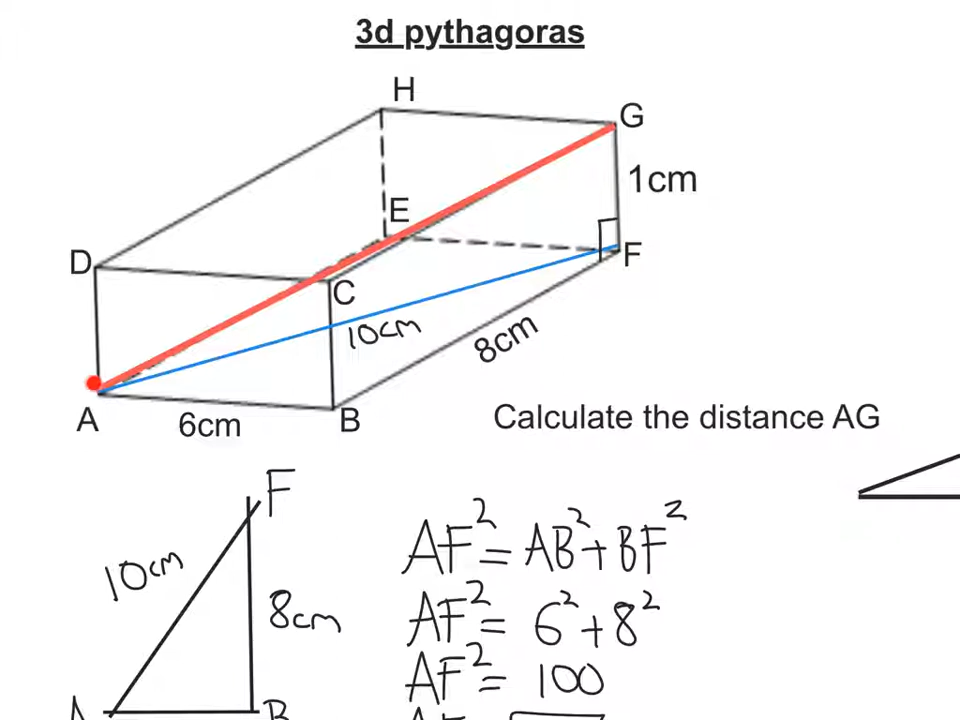 3d pythagoras
H
G
1cm
E
D
F
C
10cm
8cm
A
6cm
B
Calculate the distance AG
F
AF² = AB² + BF²
10cm
8cm
AF² = 6² + 8²
AF² = 100
A
B
AF